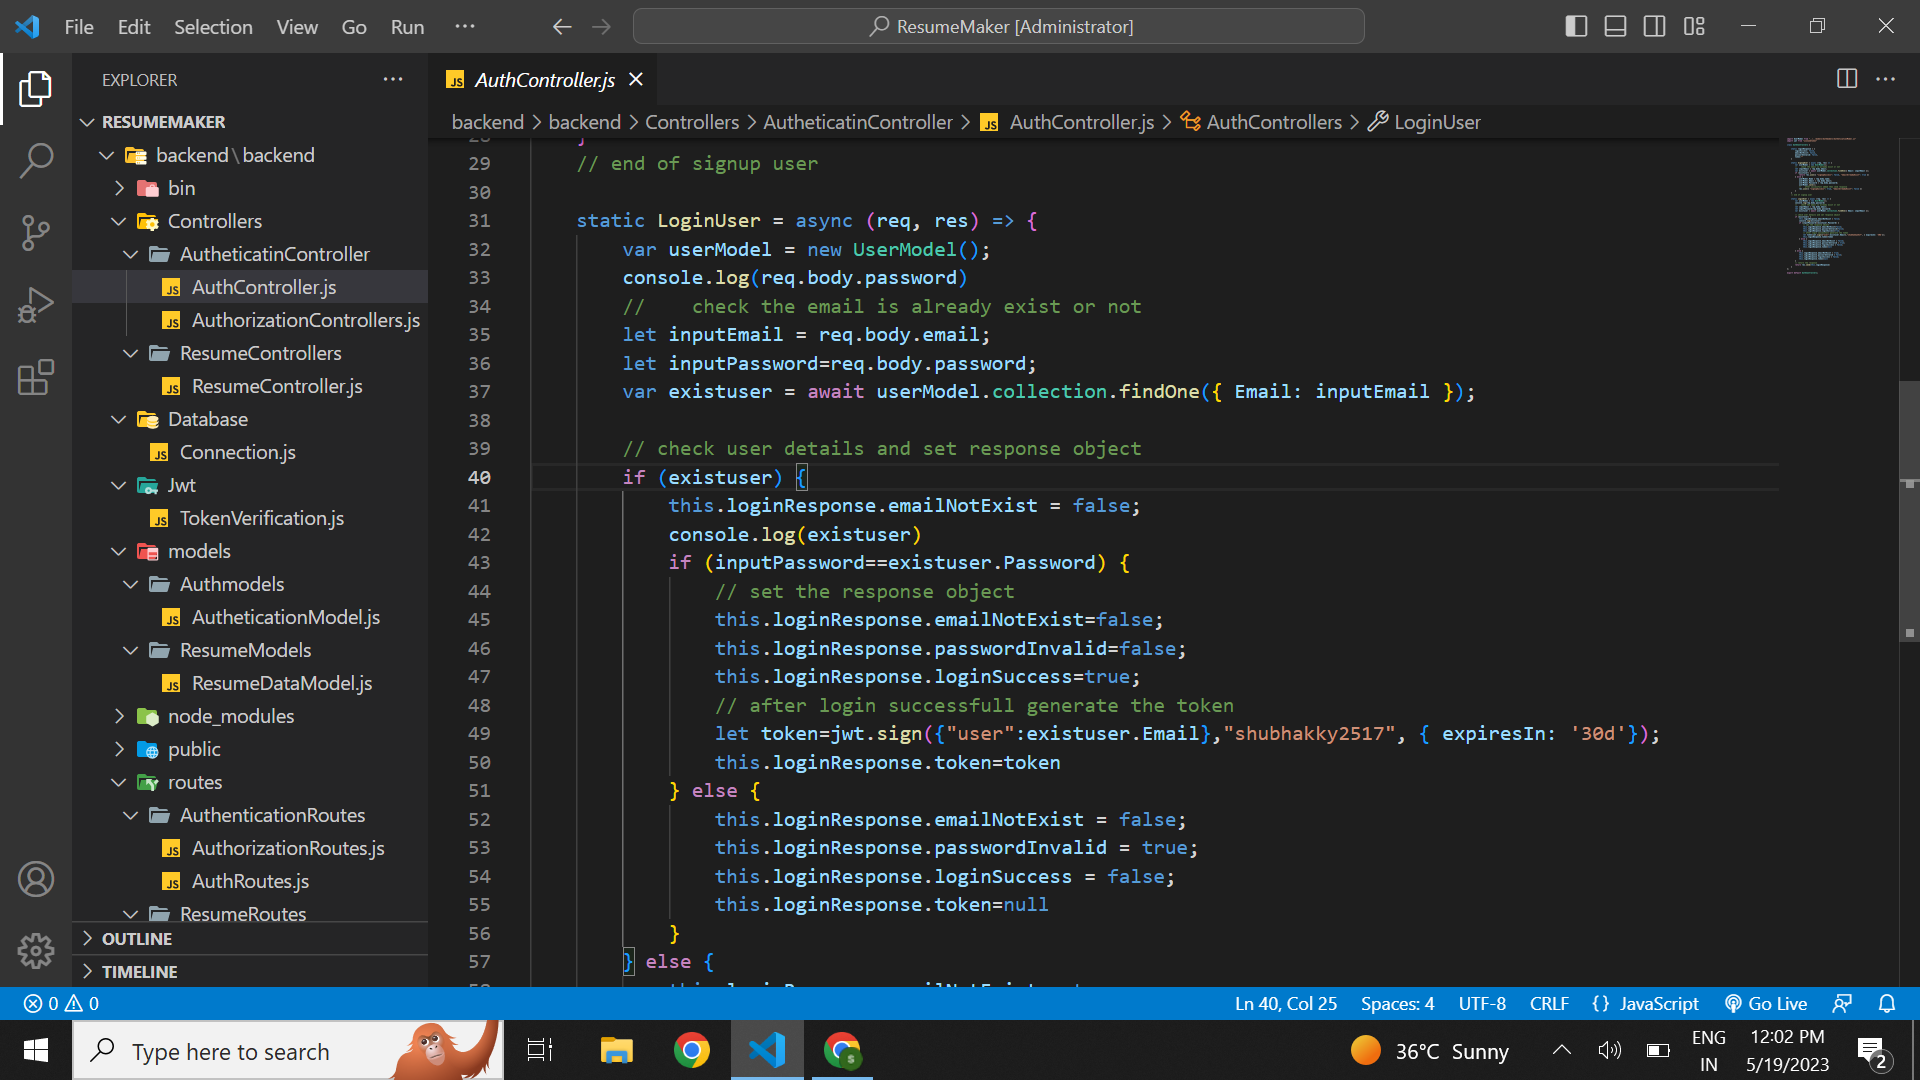 File Edit Selection View Go Run ··· ResumeMaker [Administrator]
EXPLORER ···
AuthController.js
RESUMEMAKER
backend > backend > Controllers > AutheticatinController > JS AuthController.js > AuthControllers > LoginUser
backend\backend
bin
Controllers
AutheticatinController
JS AuthController.js
JS AuthorizationControllers.js
ResumeControllers
JS ResumeController.js
Database
JS Connection.js
Jwt
JS TokenVerification.js
models
Authmodels
JS AutheticationModel.js
ResumeModels
JS ResumeDataModel.js
node_modules
public
routes
AuthenticationRoutes
JS AuthorizationRoutes.js
JS AuthRoutes.js
ResumeRoutes
OUTLINE
TIMELINE
29 // end of signup user
30
31 static LoginUser = async (req, res) => {
32 var userModel = new UserModel();
33 console.log(req.body.password)
34 //    check the email is already exist or not
35 let inputEmail = req.body.email;
36 let inputPassword=req.body.password;
37 var existuser = await userModel.collection.findOne({ Email: inputEmail });
38
39 // check user details and set response object
40 if (existuser) {
41 this.loginResponse.emailNotExist = false;
42 console.log(existuser)
43 if (inputPassword==existuser.Password) {
44 // set the response object
45 this.loginResponse.emailNotExist=false;
46 this.loginResponse.passwordInvalid=false;
47 this.loginResponse.loginSuccess=true;
48 // after login successfull generate the token
49 let token=jwt.sign({"user":existuser.Email},"shubhakky2517", { expiresIn: '30d'});
50 this.loginResponse.token=token
51 } else {
52 this.loginResponse.emailNotExist = false;
53 this.loginResponse.passwordInvalid = true;
54 this.loginResponse.loginSuccess = false;
55 this.loginResponse.token=null
56 }
57 } else {
0 0 Ln 40, Col 25 Spaces: 4 UTF-8 CRLF {} JavaScript Go Live
Type here to search
36°C Sunny
ENG
IN
12:02 PM
5/19/2023
2